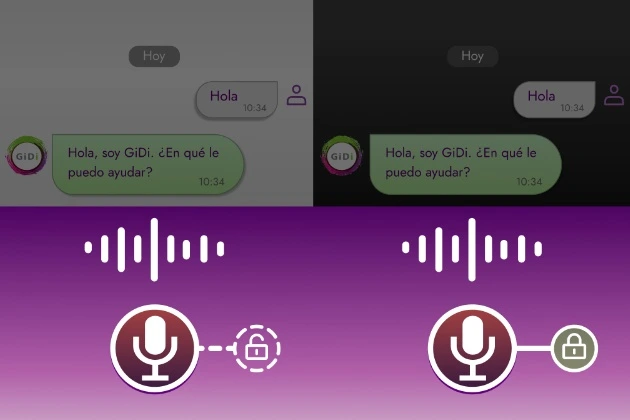 Hoy
Hola
10:34
GiDi
Hola, soy GiDi. ¿En qué le
puedo ayudar?
10:34
Hoy
Hola
10:34
GiDi
Hola, soy GiDi. ¿En qué le
puedo ayudar?
10:34